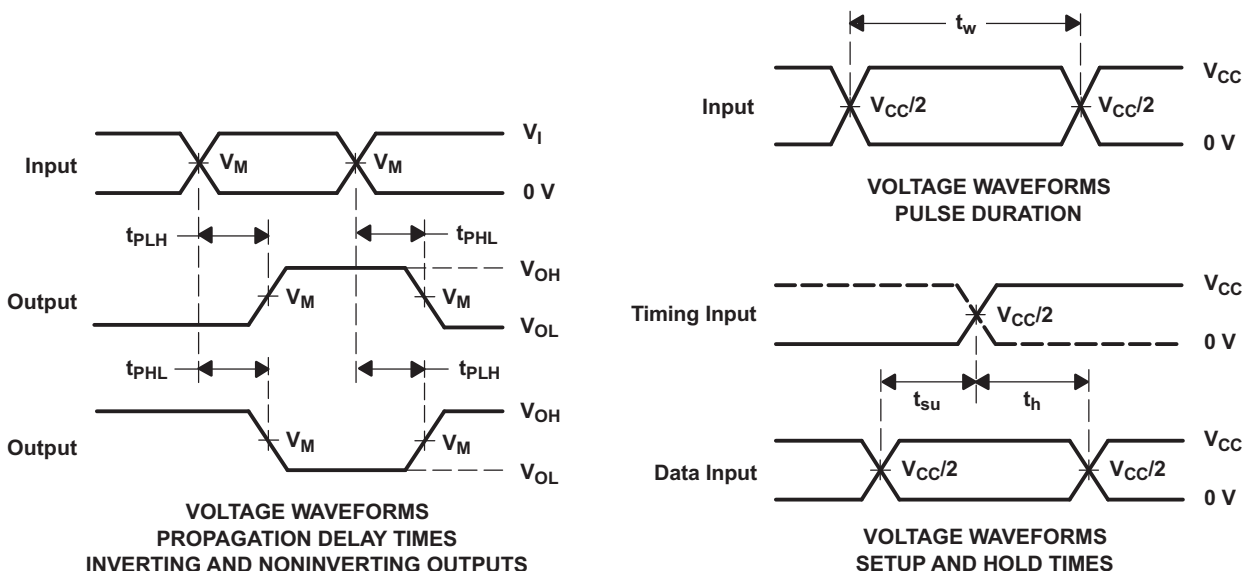 Input
V_M
V_M
V_I
0 V
t_PLH
t_PHL
Output
V_M
V_M
V_OH
V_OL
t_PHL
t_PLH
Output
V_M
V_M
V_OH
V_OL
VOLTAGE WAVEFORMS
PROPAGATION DELAY TIMES
INVERTING AND NONINVERTING OUTPUTS
t_w
Input
V_CC/2
V_CC/2
V_CC
0 V
VOLTAGE WAVEFORMS
PULSE DURATION
Timing Input
V_CC/2
V_CC
0 V
t_su
t_h
Data Input
V_CC/2
V_CC/2
V_CC
0 V
VOLTAGE WAVEFORMS
SETUP AND HOLD TIMES